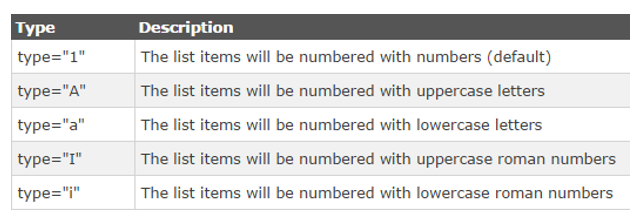 Type Description
type="1" The list items will be numbered with numbers (default)
type="A" The list items will be numbered with uppercase letters
type="a" The list items will be numbered with lowercase letters
type="I" The list items will be numbered with uppercase roman numbers
type="i" The list items will be numbered with lowercase roman numbers